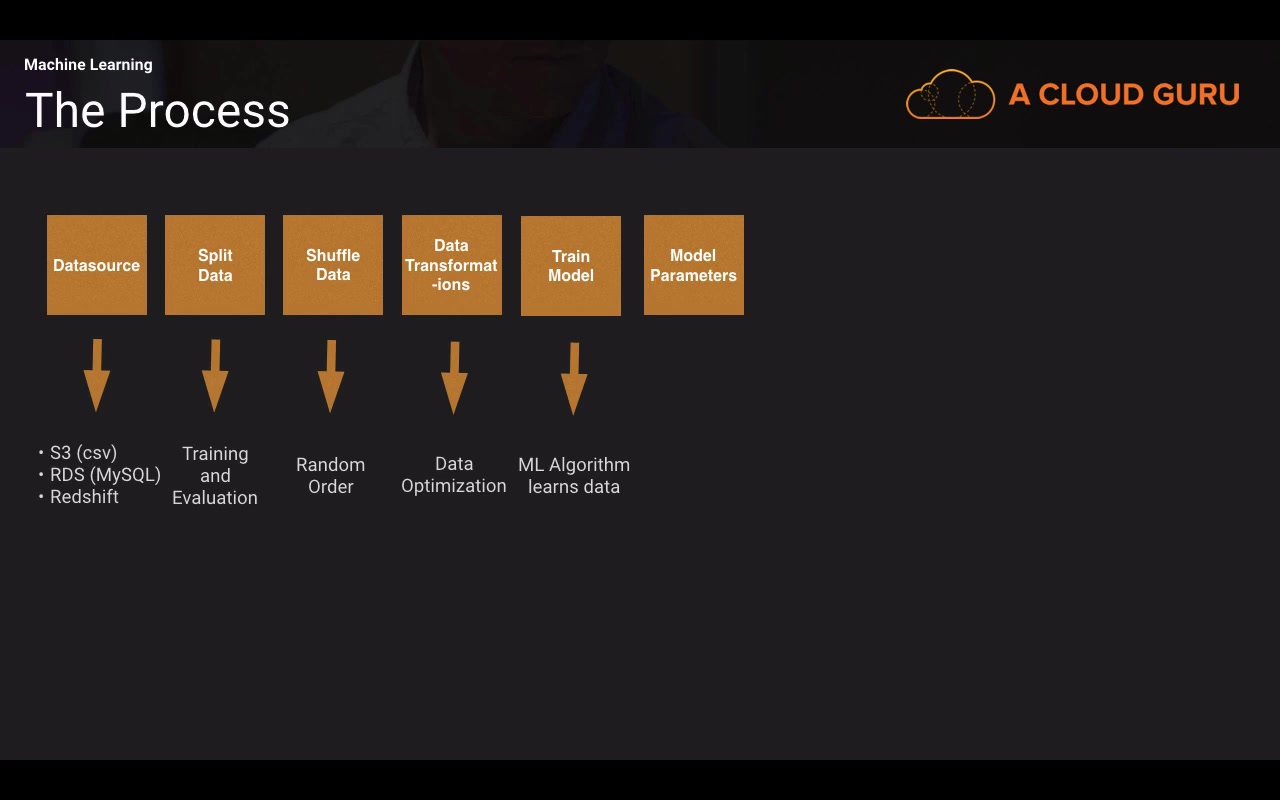 Machine Learning
The Process
A CLOUD GURU
Datasource
Split
Data
Shuffle
Data
Data
Transformat
-ions
Train
Model
Model
Parameters
• S3 (csv)
• RDS (MySQL)
• Redshift
Training
and
Evaluation
Random
Order
Data
Optimization
ML Algorithm
learns data